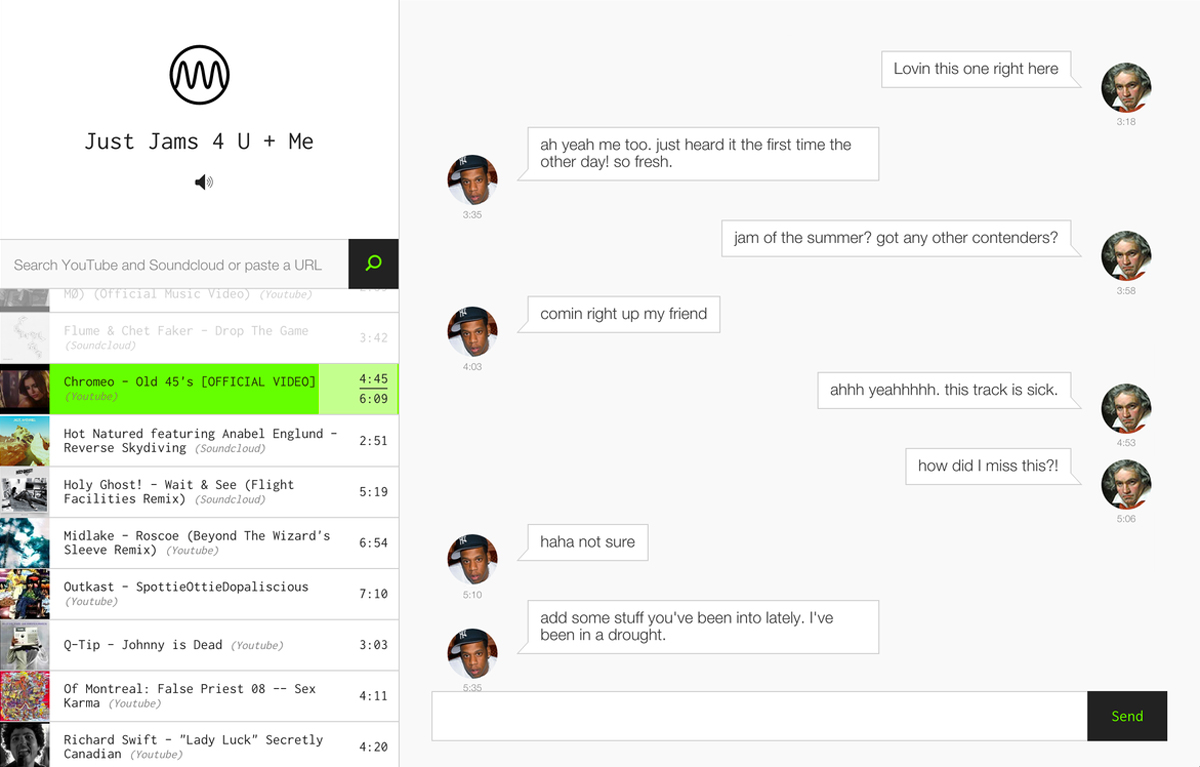 Just Jams 4 U + Me
Search YouTube and Soundcloud or paste a URL
MØ) (Official Music Video) (Youtube)
Flume & Chet Faker - Drop The Game
(Soundcloud)
3:42
Chromeo - Old 45's [OFFICIAL VIDEO]
(Youtube)
4:45
6:09
Hot Natured featuring Anabel Englund -
Reverse Skydiving (Soundcloud)
2:51
Holy Ghost! - Wait & See (Flight
Facilities Remix) (Soundcloud)
5:19
Midlake - Roscoe (Beyond The Wizard's
Sleeve Remix) (Youtube)
6:54
Outkast - SpottieOttieDopaliscious
(Youtube)
7:10
Q-Tip - Johnny is Dead (Youtube)
3:03
Of Montreal: False Priest 08 -- Sex
Karma (Youtube)
4:11
Richard Swift - "Lady Luck" Secretly
Canadian (Youtube)
4:20
Lovin this one right here
3:18
ah yeah me too. just heard it the first time the
other day! so fresh.
3:35
jam of the summer? got any other contenders?
3:58
comin right up my friend
4:03
ahhh yeahhhhh. this track is sick.
4:53
how did I miss this?!
5:06
haha not sure
5:10
add some stuff you've been into lately. I've
been in a drought.
5:35
Send